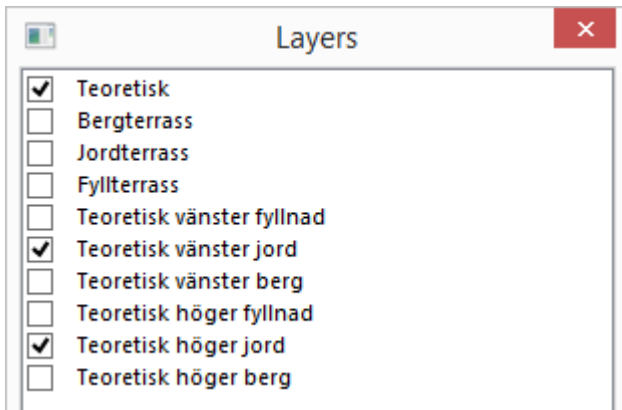 Layers
Teoretisk
Bergterrass
Jordterrass
Fyllterrass
Teoretisk vänster fyllnad
Teoretisk vänster jord
Teoretisk vänster berg
Teoretisk höger fyllnad
Teoretisk höger jord
Teoretisk höger berg